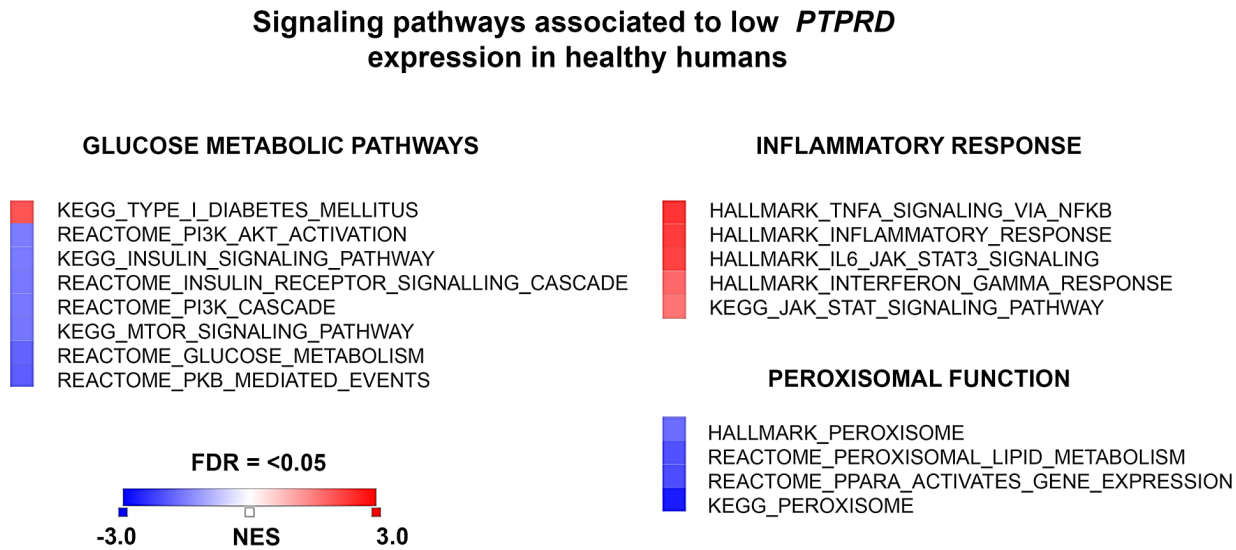 Signaling pathways associated to low PTPRD
expression in healthy humans
GLUCOSE METABOLIC PATHWAYS
KEGG_TYPE_I_DIABETES_MELLITUS
REACTOME_PI3K_AKT_ACTIVATION
KEGG_INSULIN_SIGNALING_PATHWAY
REACTOME_INSULIN_RECEPTOR_SIGNALLING_CASCADE
REACTOME_PI3K_CASCADE
KEGG_MTOR_SIGNALING_PATHWAY
REACTOME_GLUCOSE_METABOLISM
REACTOME_PKB_MEDIATED_EVENTS
FDR = <0.05
-3.0 NES 3.0
INFLAMMATORY RESPONSE
HALLMARK_TNFA_SIGNALING_VIA_NFKB
HALLMARK_INFLAMMATORY_RESPONSE
HALLMARK_IL6_JAK_STAT3_SIGNALING
HALLMARK_INTERFERON_GAMMA_RESPONSE
KEGG_JAK_STAT_SIGNALING_PATHWAY
PEROXISOMAL FUNCTION
HALLMARK_PEROXISOME
REACTOME_PEROXISOMAL_LIPID_METABOLISM
REACTOME_PPARA_ACTIVATES_GENE_EXPRESSION
KEGG_PEROXISOME